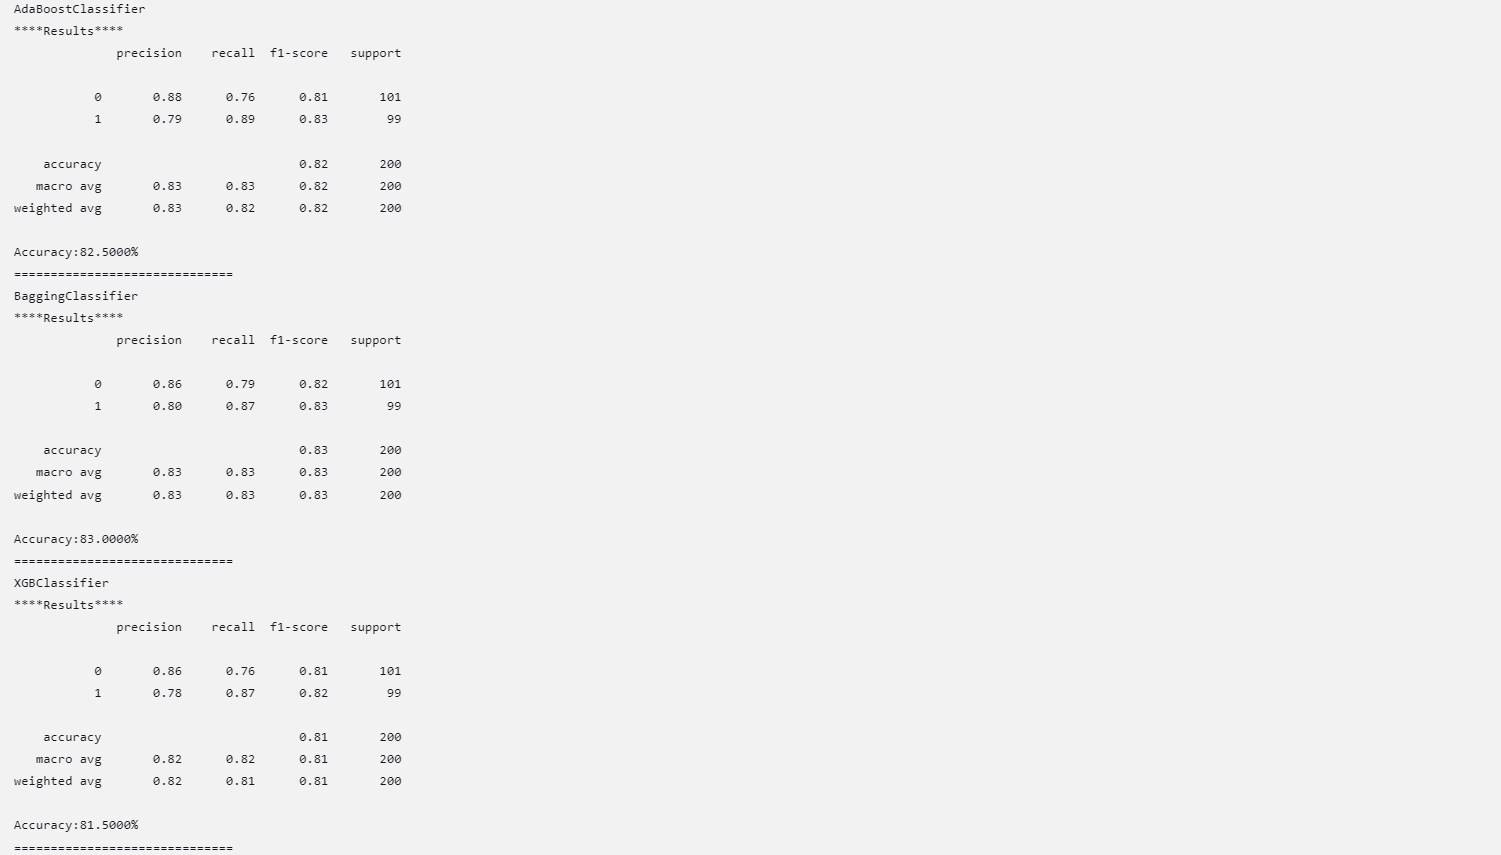 AdaBoostClassifier
****Results****
              precision    recall  f1-score   support

           0       0.88      0.76      0.81       101
           1       0.79      0.89      0.83        99

    accuracy                           0.82       200
   macro avg       0.83      0.83      0.82       200
weighted avg       0.83      0.82      0.82       200

Accuracy:82.5000%
==============================
BaggingClassifier
****Results****
              precision    recall  f1-score   support

           0       0.86      0.79      0.82       101
           1       0.80      0.87      0.83        99

    accuracy                           0.83       200
   macro avg       0.83      0.83      0.83       200
weighted avg       0.83      0.83      0.83       200

Accuracy:83.0000%
==============================
XGBClassifier
****Results****
              precision    recall  f1-score   support

           0       0.86      0.76      0.81       101
           1       0.78      0.87      0.82        99

    accuracy                           0.81       200
   macro avg       0.82      0.82      0.81       200
weighted avg       0.82      0.81      0.81       200

Accuracy:81.5000%
==============================